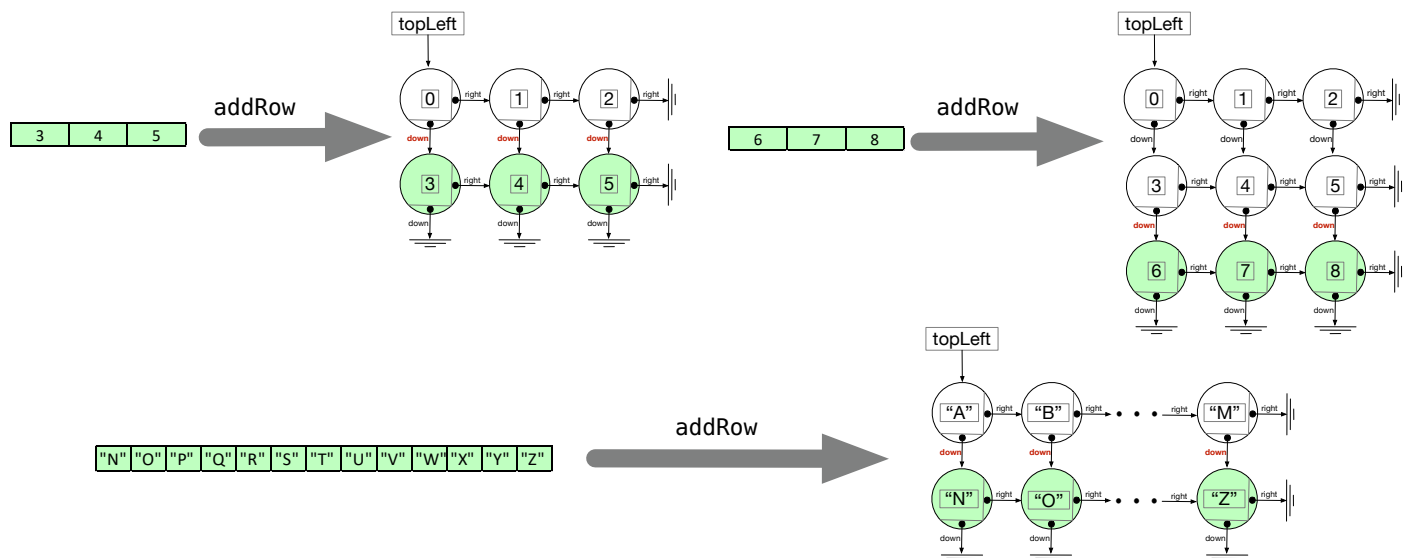 topLeft
0 right 1 right 2 right
addRow
3 4 5
down down down
3 right 4 right 5 right
down down down
topLeft
0 right 1 right 2 right
addRow
6 7 8
down down down
3 right 4 right 5 right
down down down
6 right 7 right 8 right
down down down
topLeft
"N" "O" "P" "Q" "R" "S" "T" "U" "V" "W" "X" "Y" "Z"
addRow
“A” right “B” right • • • right “M” right
down down down
“N” right “O” right • • • right “Z” right
down down down